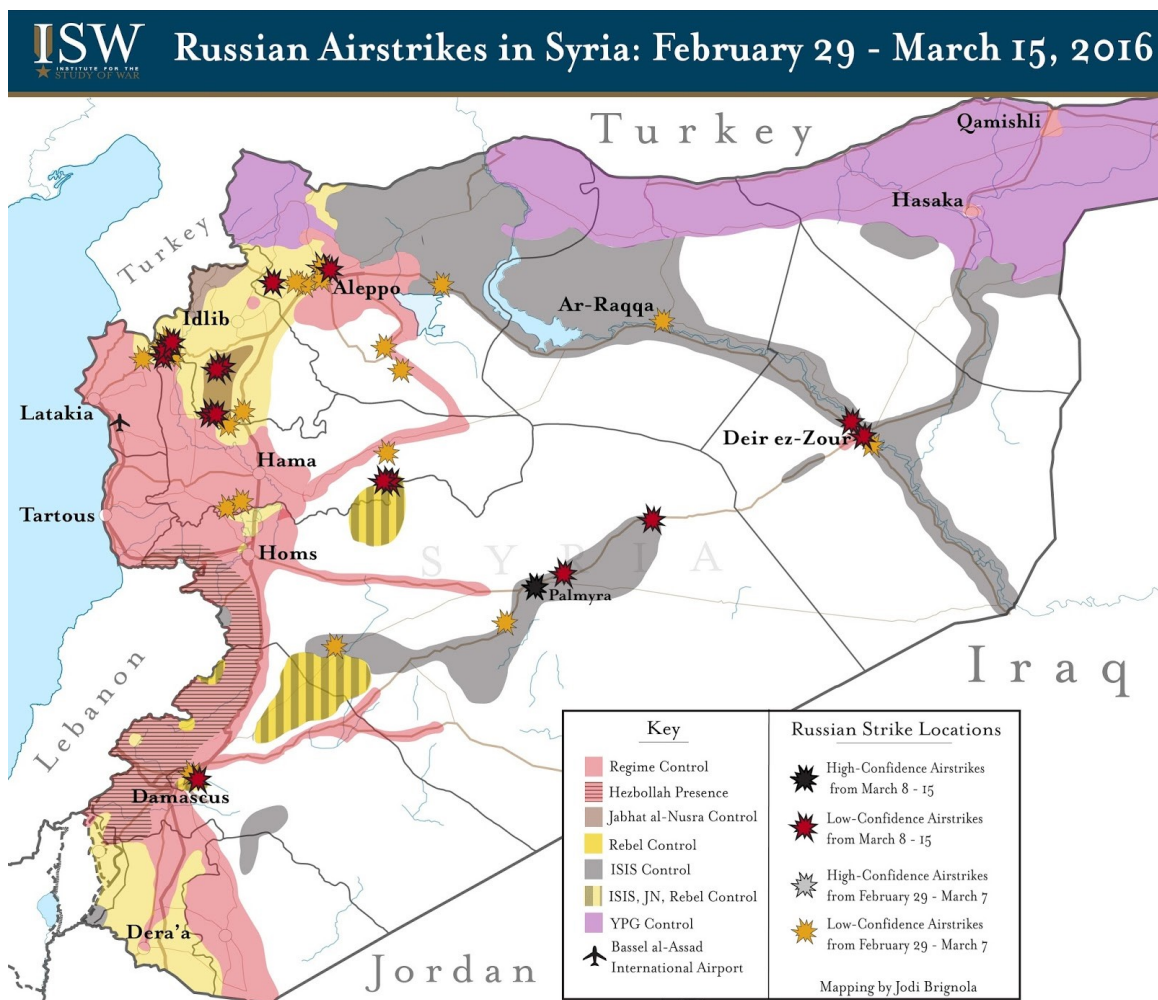 ISW
INSTITUTE FOR THE
STUDY OF WAR
Russian Airstrikes in Syria: February 29 - March 15, 2016
Turkey
Qamishli
Hasaka
Turkey
Aleppo
Idlib
Ar-Raqqa
Latakia
Deir ez-Zour
Hama
Tartous
Homs
SYRIA
Palmyra
Iraq
Lebanon
Damascus
Dera'a
Jordan
Key
Regime Control
Hezbollah Presence
Jabhat al-Nusra Control
Rebel Control
ISIS Control
ISIS, JN, Rebel Control
YPG Control
Bassel al-Assad
International Airport
Russian Strike Locations
High-Confidence Airstrikes
from March 8 - 15
Low-Confidence Airstrikes
from March 8 - 15
High-Confidence Airstrikes
from February 29 - March 7
Low-Confidence Airstrikes
from February 29 - March 7
Mapping by Jodi Brignola